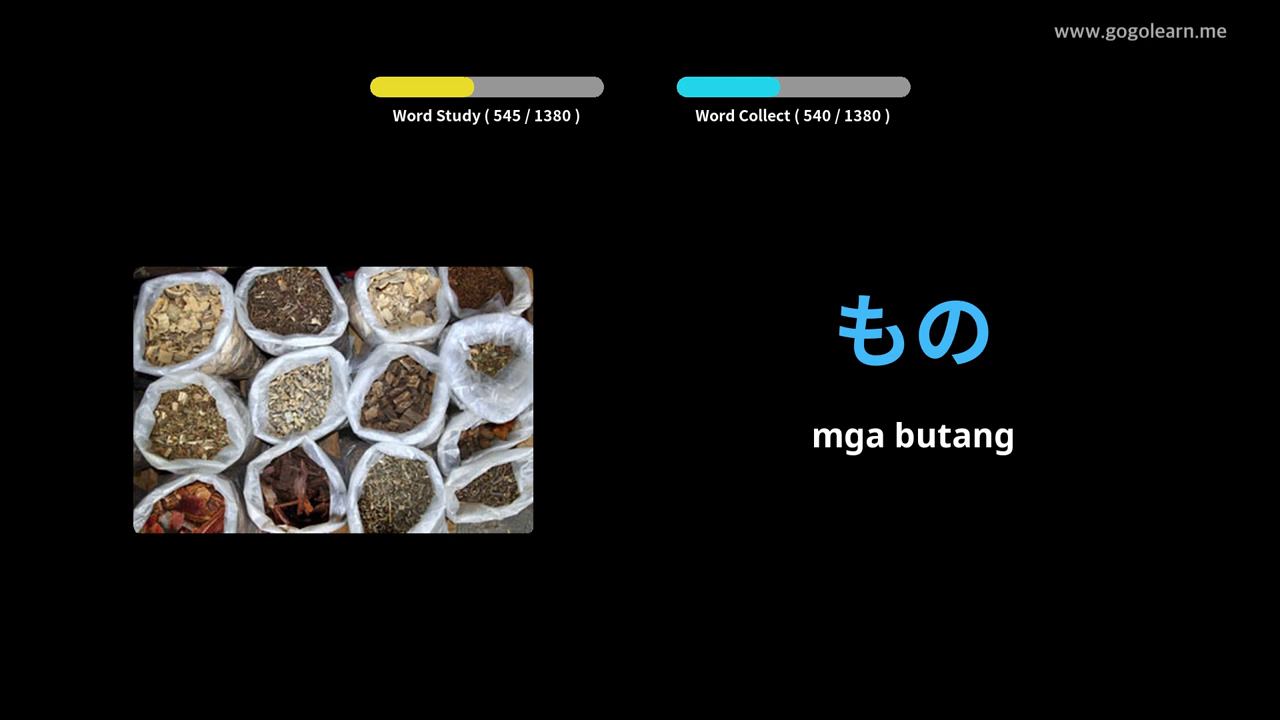 www.gogolearn.me
Word Study ( 545 / 1380 )
Word Collect ( 540 / 1380 )
もの
mga butang